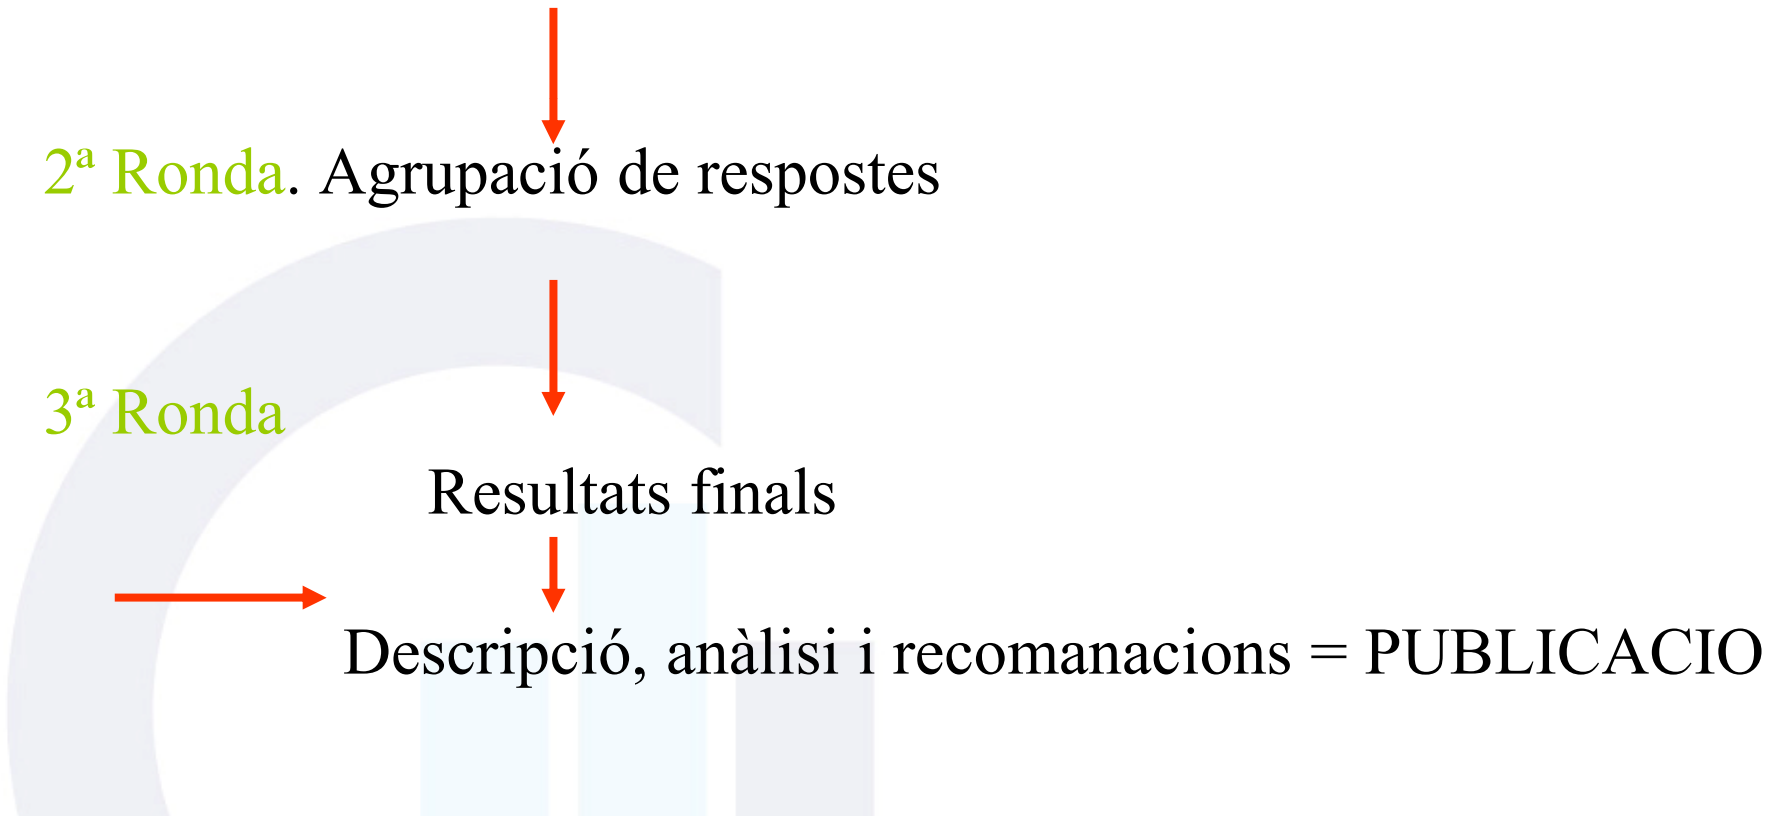 2ª Ronda. Agrupació de respostes
3ª Ronda
Resultats finals
Descripció, anàlisi i recomanacions = PUBLICACIO